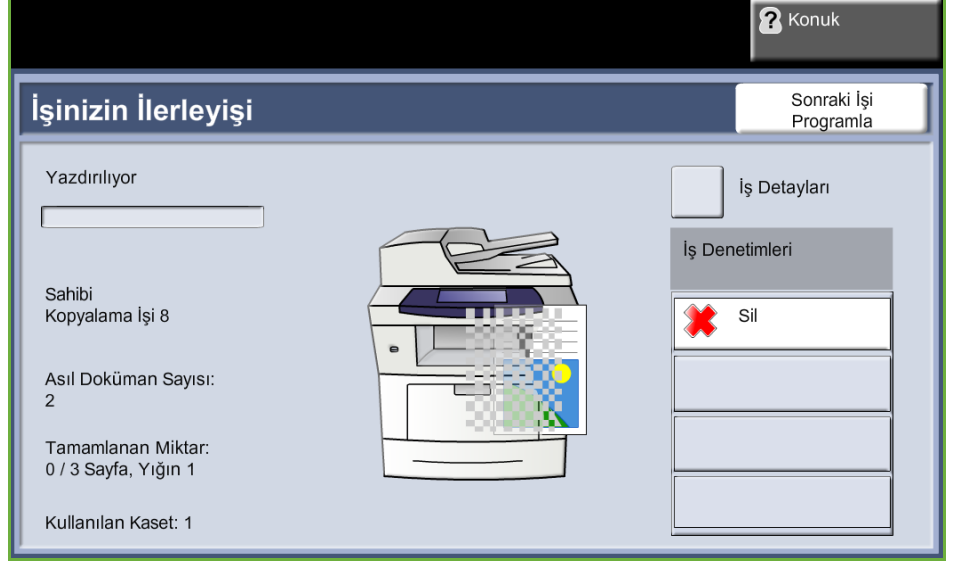 Konuk
İşinizin İlerleyişi
Sonraki İşi
Programla
Yazdırılıyor
İş Detayları
İş Denetimleri
Sahibi
Kopyalama İşi 8
Sil
Asıl Doküman Sayısı:
2
Tamamlanan Miktar:
0 / 3 Sayfa, Yığın 1
Kullanılan Kaset: 1